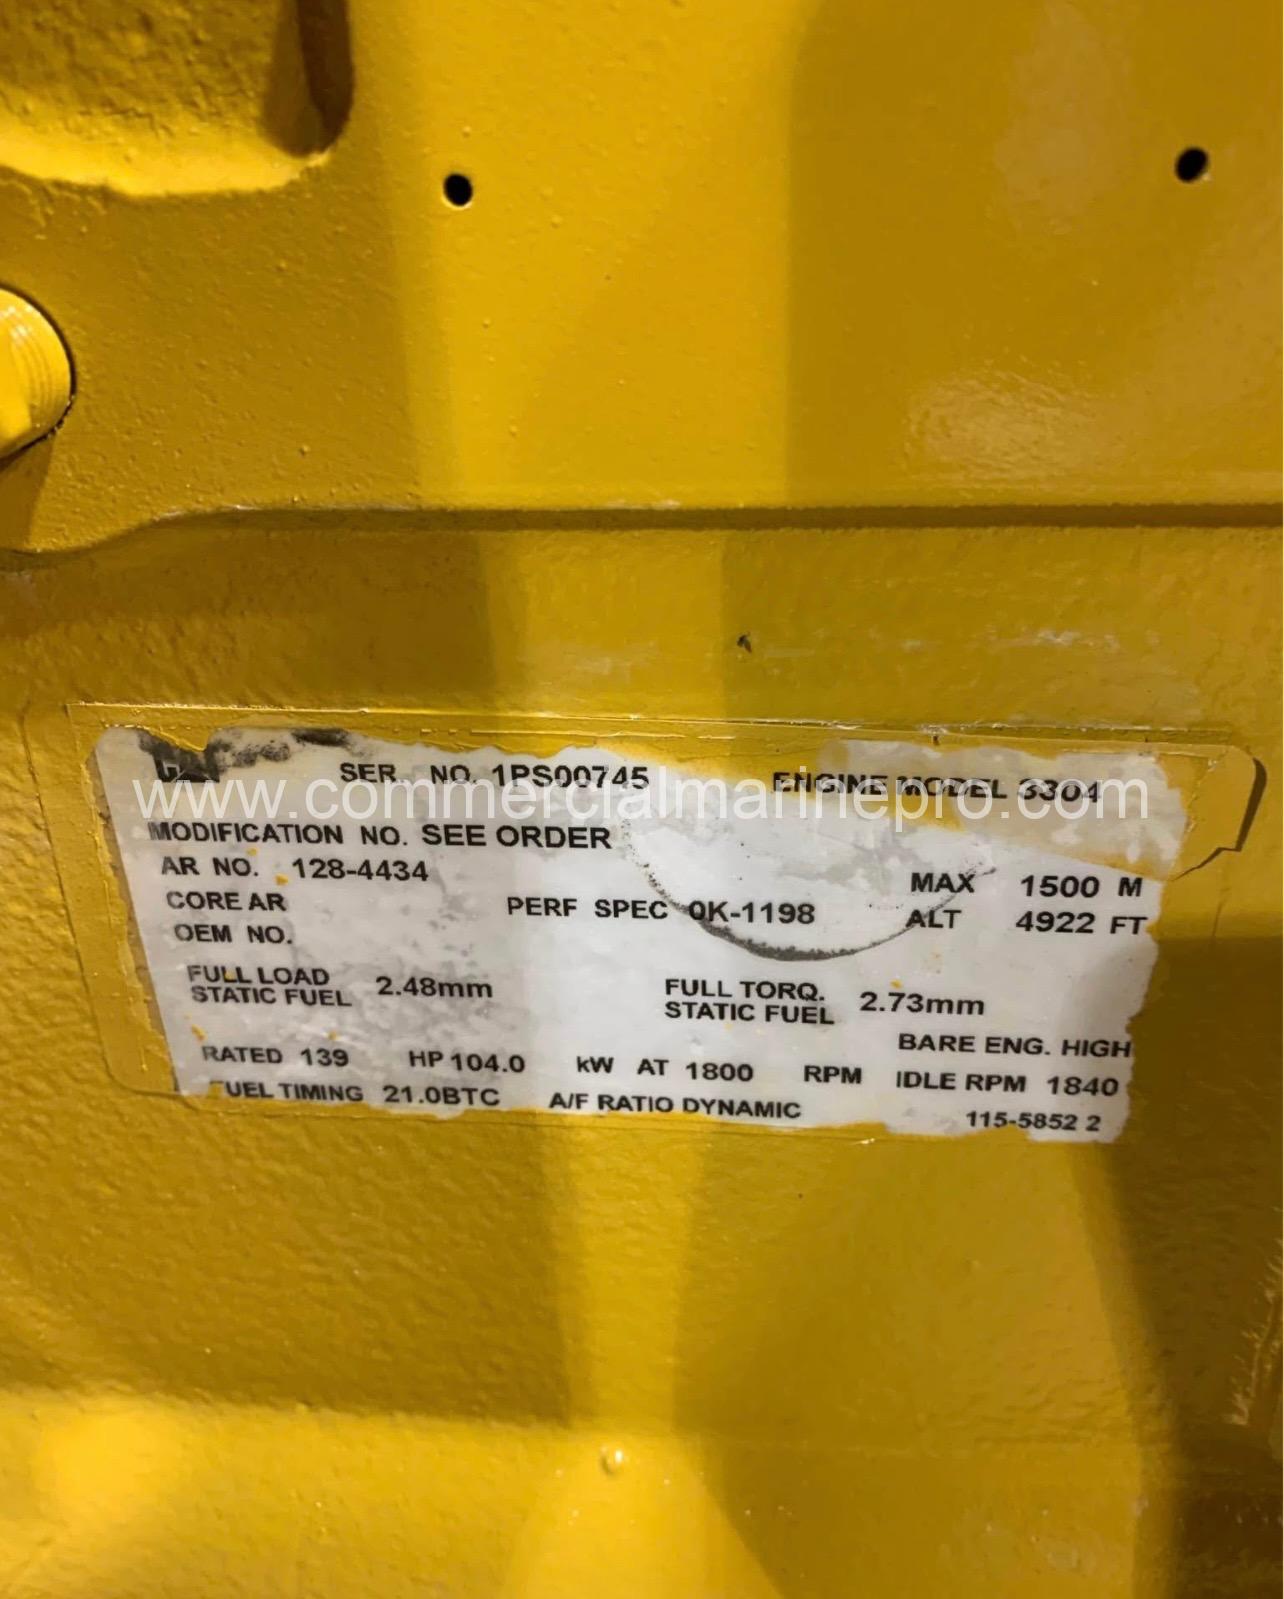 SER. NO. 1PS00745 ENGINE MODEL 3304
www.commercialmarinepro.com
MODIFICATION NO. SEE ORDER
AR NO. 128-4434
MAX 1500 M
CORE AR
PERF SPEC 0K-1198
ALT 4922 FT
OEM NO.
FULL LOAD
STATIC FUEL 2.48mm
FULL TORQ.
STATIC FUEL 2.73mm
BARE ENG. HIGH
RATED 139 HP 104.0 kW AT 1800 RPM IDLE RPM 1840
FUEL TIMING 21.0BTC A/F RATIO DYNAMIC
115-5852 2